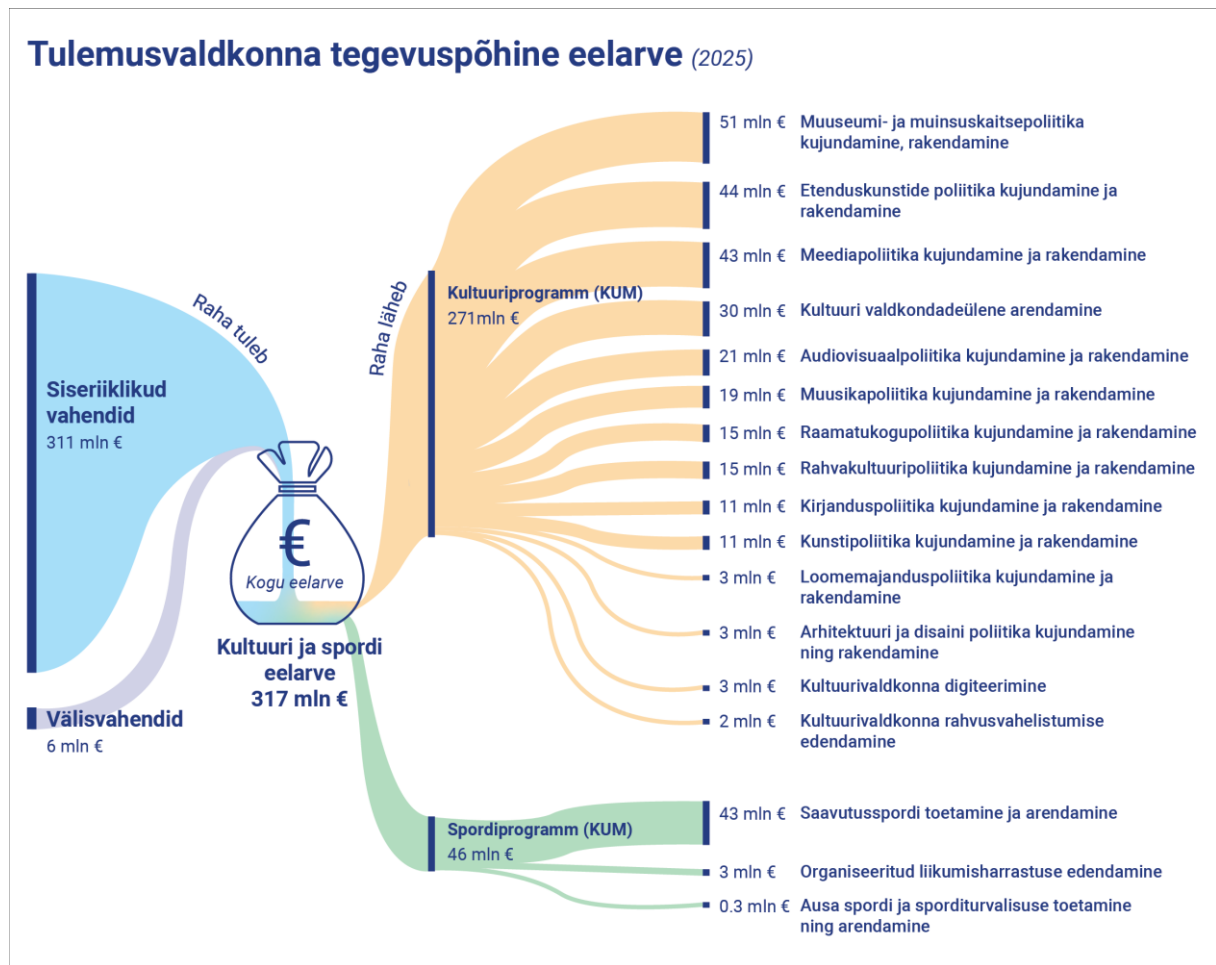 Tulemusvaldkonna tegevuspõhine eelarve (2025)
Raha tuleb
Siseriiklikud
vahendid
311 mln €
Välisvahendid
6 mln €
€
Kogu eelarve
Kultuuri ja spordi
eelarve
317 mln €
Raha läheb
Kultuuriprogramm (KUM)
271mln €
51 mln € Muuseumi- ja muinsuskaitsepoliitika
kujundamine, rakendamine
44 mln € Etenduskunstide poliitika kujundamine ja
rakendamine
43 mln € Meediapoliitika kujundamine ja rakendamine
30 mln € Kultuuri valdkondadeülene arendamine
21 mln € Audiovisuaalpoliitika kujundamine ja rakendamine
19 mln € Muusikapoliitika kujundamine ja rakendamine
15 mln € Raamatukogupoliitika kujundamine ja rakendamine
15 mln € Rahvakultuuripoliitika kujundamine ja rakendamine
11 mln € Kirjanduspoliitika kujundamine ja rakendamine
11 mln € Kunstipoliitika kujundamine ja rakendamine
3 mln € Loomemajanduspoliitika kujundamine ja
rakendamine
3 mln € Arhitektuuri ja disaini poliitika kujundamine
ning rakendamine
3 mln € Kultuurivaldkonna digiteerimine
2 mln € Kultuurivaldkonna rahvusvahelistumise
edendamine
Spordiprogramm (KUM)
46 mln €
43 mln € Saavutusspordi toetamine ja arendamine
3 mln € Organiseeritud liikumisharrastuse edendamine
0.3 mln € Ausa spordi ja sporditurvalisuse toetamine
ning arendamine